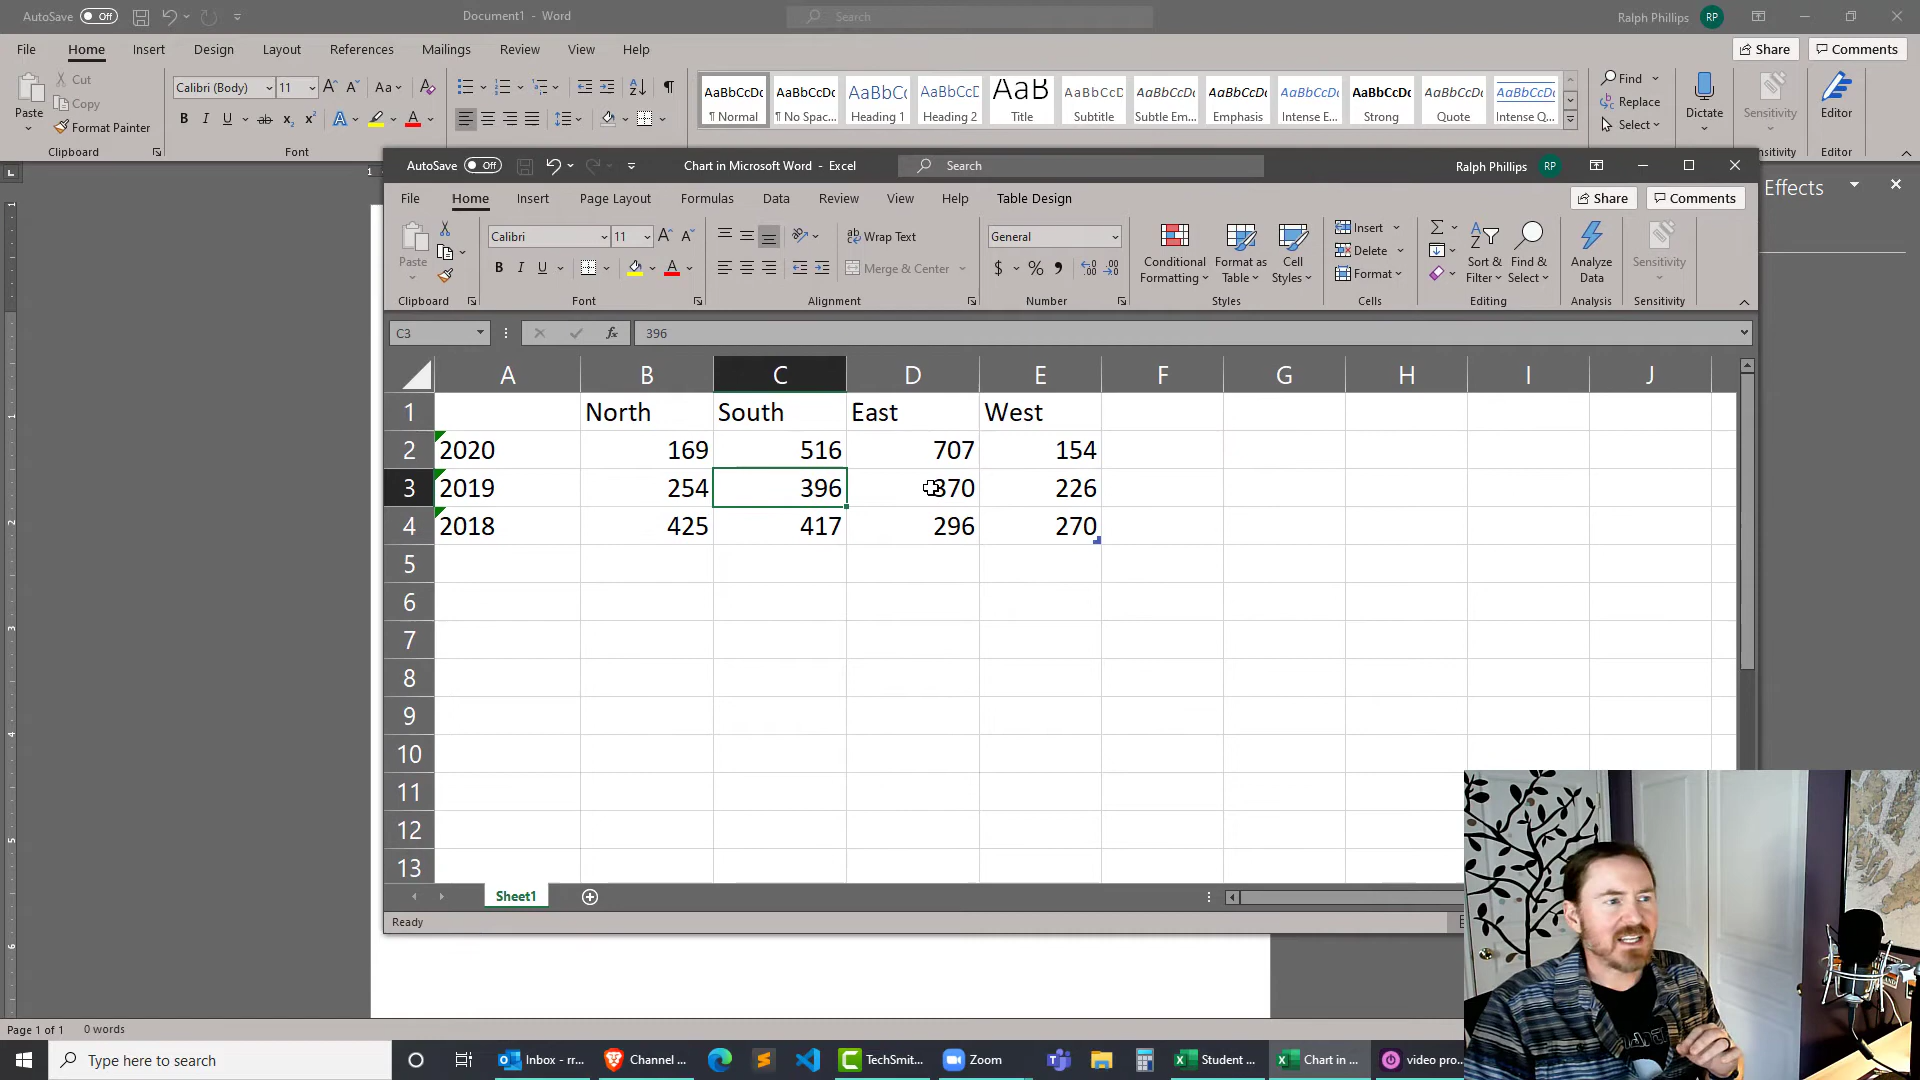 AutoSave Off Document1 - Word Search Ralph Phillips RP
File Home Insert Design Layout References Mailings Review View Help Share Comments
Paste Cut Copy Format Painter Clipboard
Calibri (Body) 11 Aa Font
AaBbCcDc ¶ Normal
AaBbCcDc ¶ No Spac...
AaBbCc Heading 1
AaBbCcD Heading 2
AaB Title
AaBbCcD Subtitle
AaBbCcDc Subtle Em...
AaBbCcDc Emphasis
AaBbCcDc Intense E...
AaBbCcDc Strong
AaBbCcDc Quote
AaBbCcDc Intense Q...
Find Replace Select Dictate Sensitivity Editor
Sensitivity Editor
Effects
AutoSave Off Chart in Microsoft Word - Excel Search Ralph Phillips RP
File Home Insert Page Layout Formulas Data Review View Help Table Design Share Comments
Paste Clipboard
Calibri 11 B I U Font
Wrap Text Merge & Center Alignment
General $ % Number
Conditional Formatting Format as Table Cell Styles Styles
Insert Delete Format Cells
Sort & Filter Find & Select Editing
Analyze Data Analysis
Sensitivity Sensitivity
C3 fx 396
A B C D E F G H I J
1 North South East West
2 2020 169 516 707 154
3 2019 254 396 370 226
4 2018 425 417 296 270
5
6
7
8
9
10
11
12
13
Sheet1
Ready
Page 1 of 1 0 words
Type here to search Inbox - rr... Channel ... TechSmit... Zoom Student ... Chart in ... video pro...